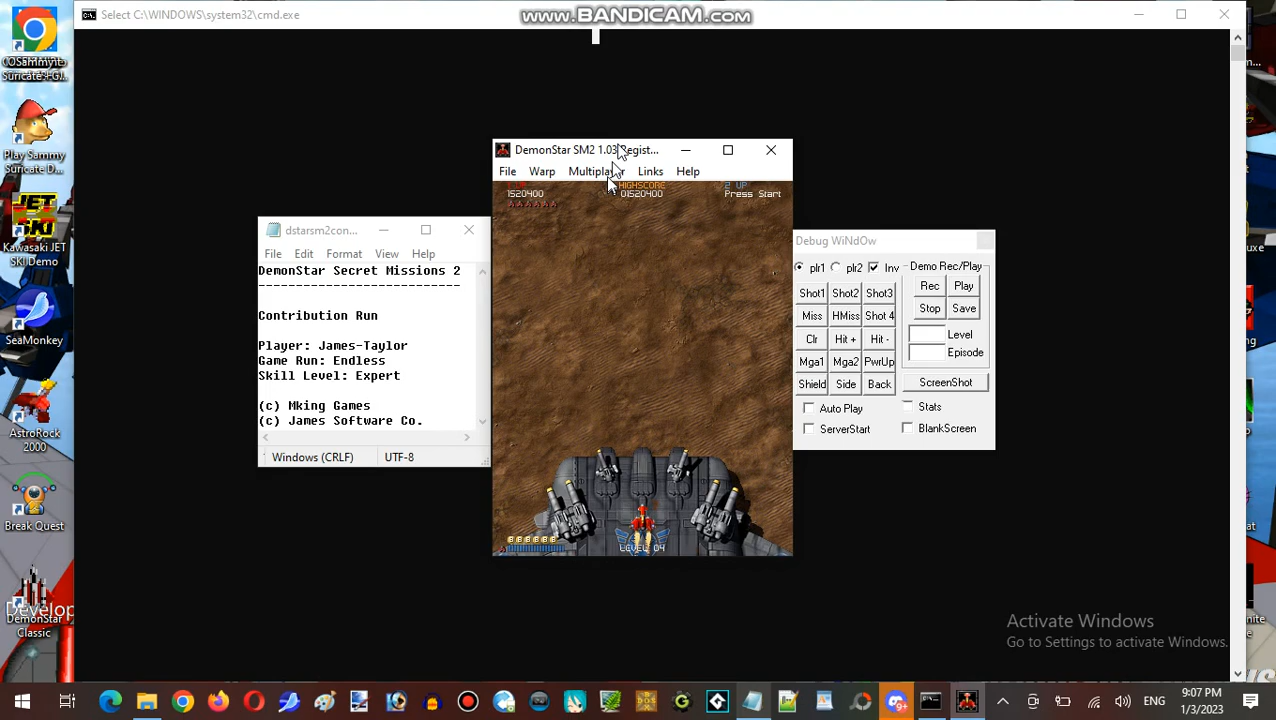 Select C:\WINDOWS\system32\cmd.exe
www.BANDICAM.com
Play Sammy
Kawasaki JET
SKI Demo
SeaMonkey
AstroRock
2000
Break Quest
DemonStar
Classic
dstarsm2con...
File Edit Format View Help
DemonStar Secret Missions 2
---------------------------
Contribution Run
Player: James-Taylor
Game Run: Endless
Skill Level: Expert
(c) Mking Games
(c) James Software Co.
Windows (CRLF) UTF-8
DemonStar SM2 1.03 Regist...
File Warp Multiplayer Links Help
1520400 HIGHSCORE 01520400 2 UP Press Start
LEVEL 04
Debug WiNdOw
plr1 plr2 Inv
Demo Rec/Play
Shot1 Shot2 Shot3 Rec Play
Miss HMiss Shot 4 Stop Save
Clr Hit + Hit - Level
Mga1 Mga2 PwrUp Episode
Shield Side Back ScreenShot
Auto Play Stats
ServerStart BlankScreen
Activate Windows
Go to Settings to activate Windows.
ENG
9:07 PM
1/3/2023